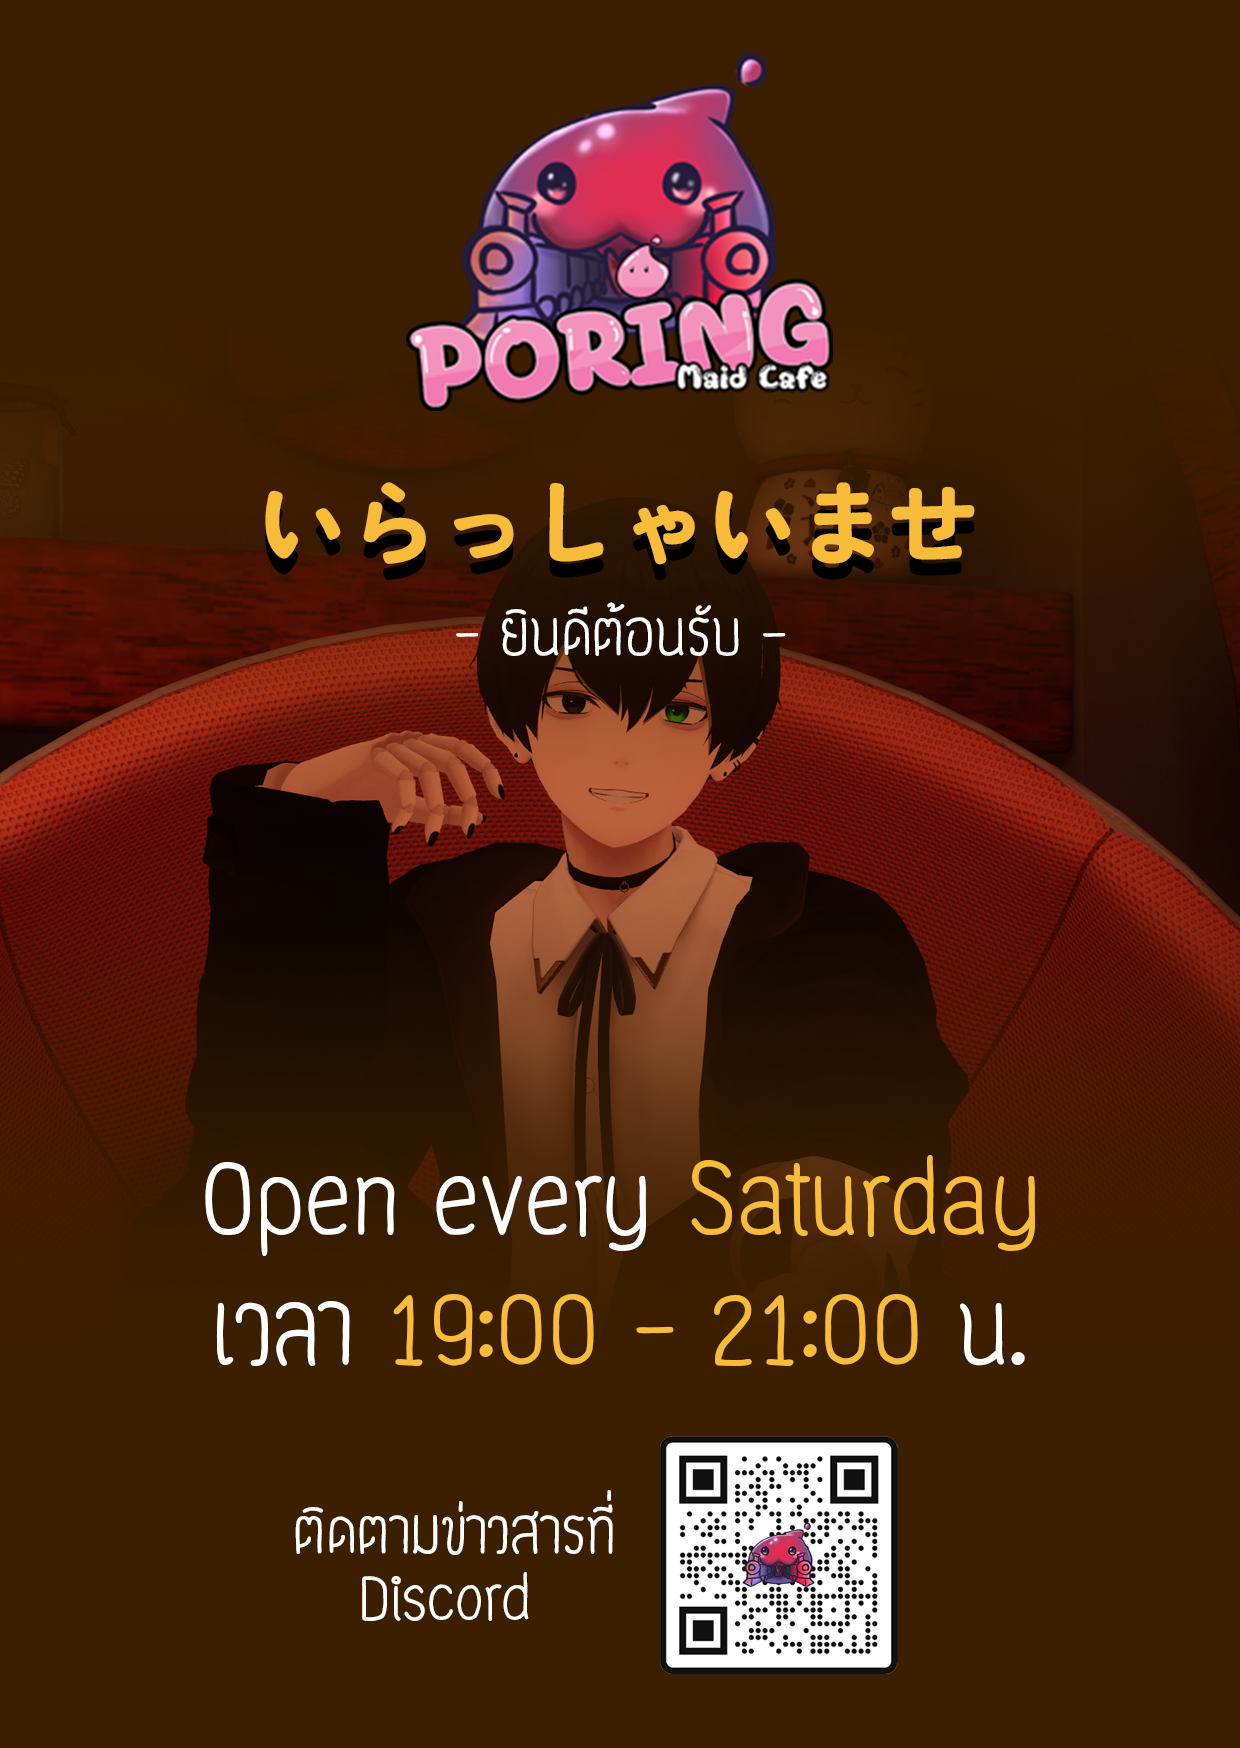 PORING
Maid Cafe
いらっしゃいませ
- ยินดีต้อนรับ -
Open every Saturday
เวลา 19:00 - 21:00 น.
ติดตามข่าวสารที่
Discord